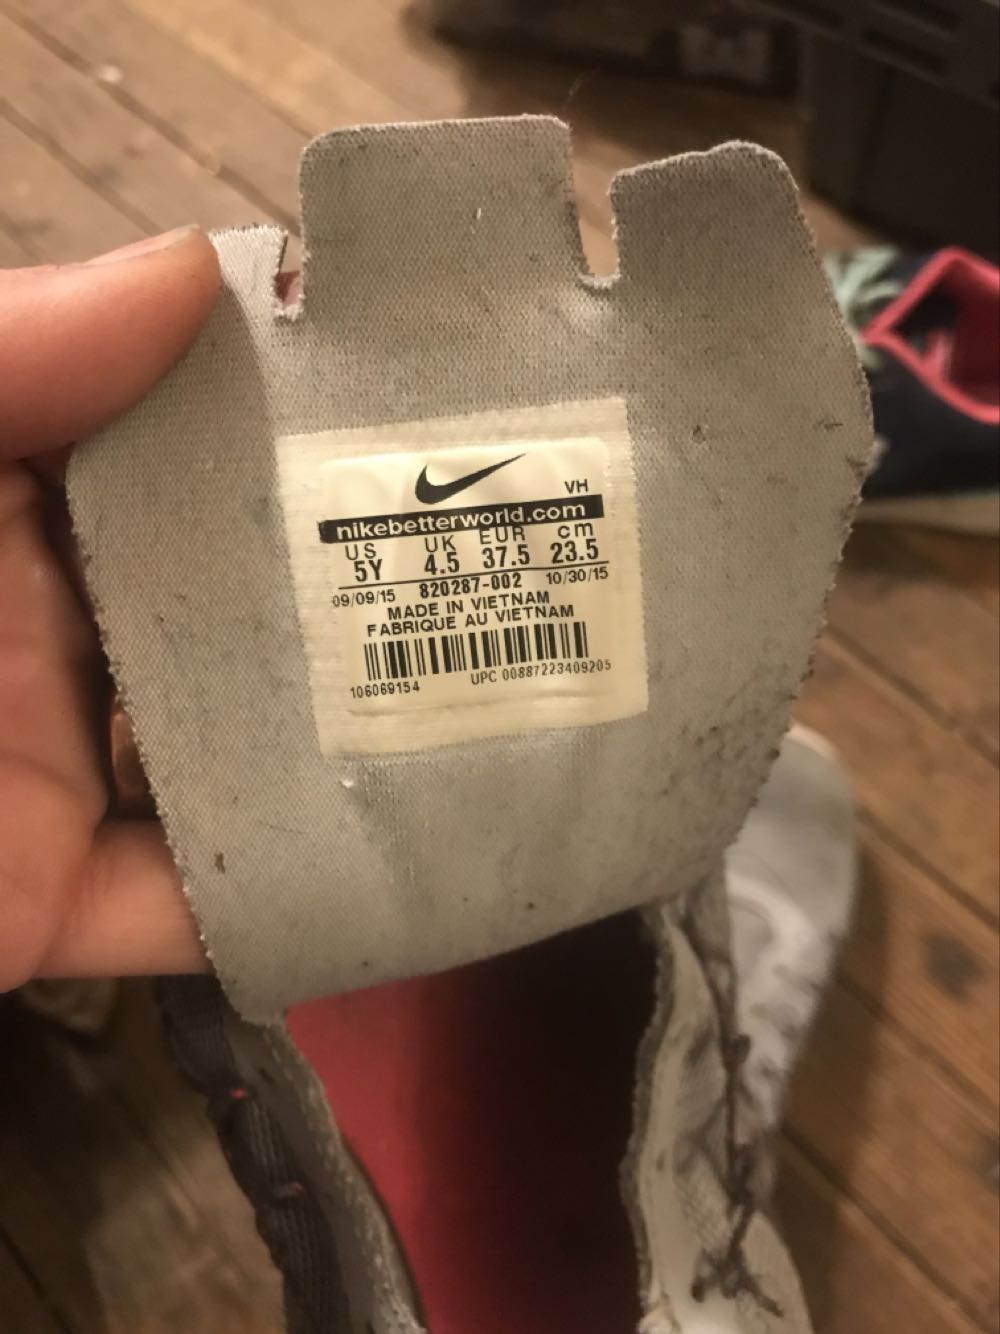 VH
nikebetterworld.com
US UK EUR cm
5Y 4.5 37.5 23.5
09/09/15 820287-002 10/30/15
MADE IN VIETNAM
FABRIQUE AU VIETNAM
106069154 UPC 00887223409205